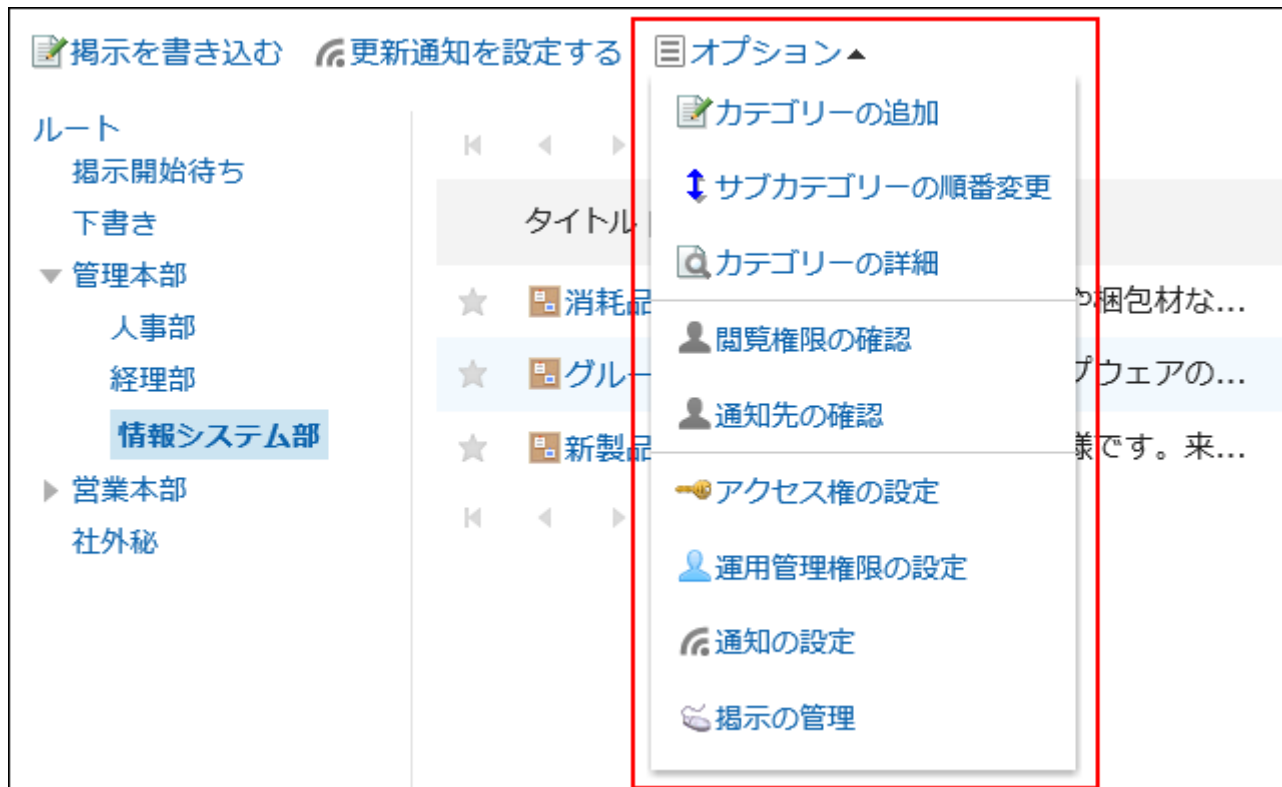 掲示を書き込む 更新通知を設定する オプション▲
ルート
掲示開始待ち
下書き
管理本部
人事部
経理部
情報システム部
営業本部
社外秘
カテゴリーの追加
サブカテゴリーの順番変更
カテゴリーの詳細
閲覧権限の確認
通知先の確認
アクセス権の設定
運用管理権限の設定
通知の設定
掲示の管理
タイトル
消耗品 や梱包材な...
グルー プウェアの...
新製品 様です。来...